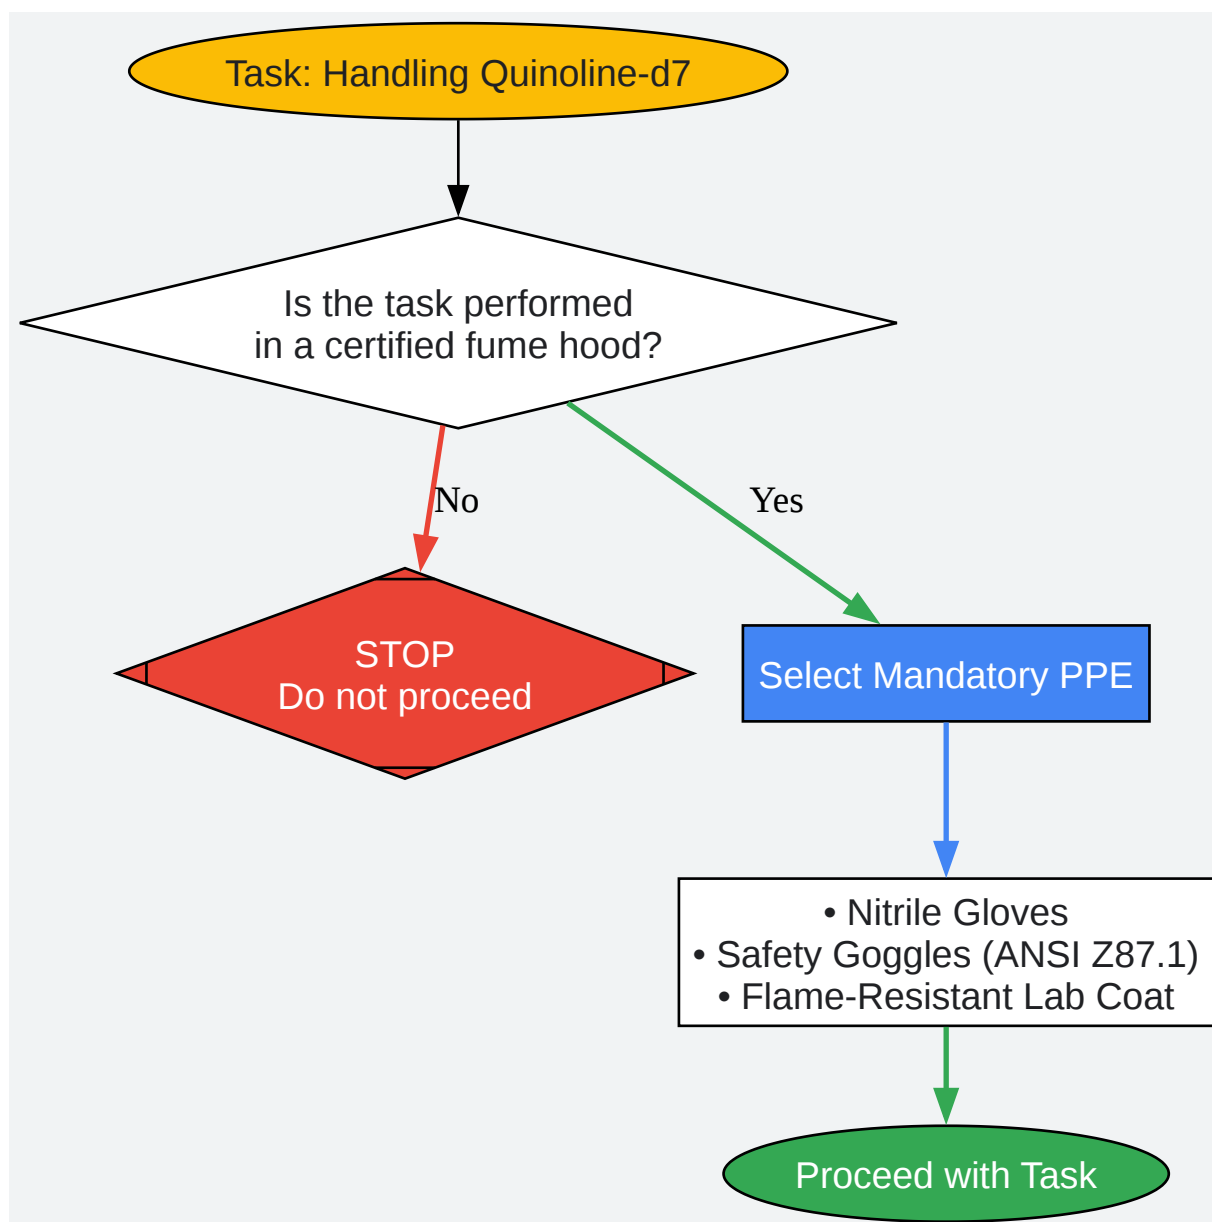 Task: Handling Quinoline-d7
Is the task performed
in a certified fume hood?
No
Yes
STOP
Do not proceed
Select Mandatory PPE
• Nitrile Gloves
• Safety Goggles (ANSI Z87.1)
• Flame-Resistant Lab Coat
Proceed with Task